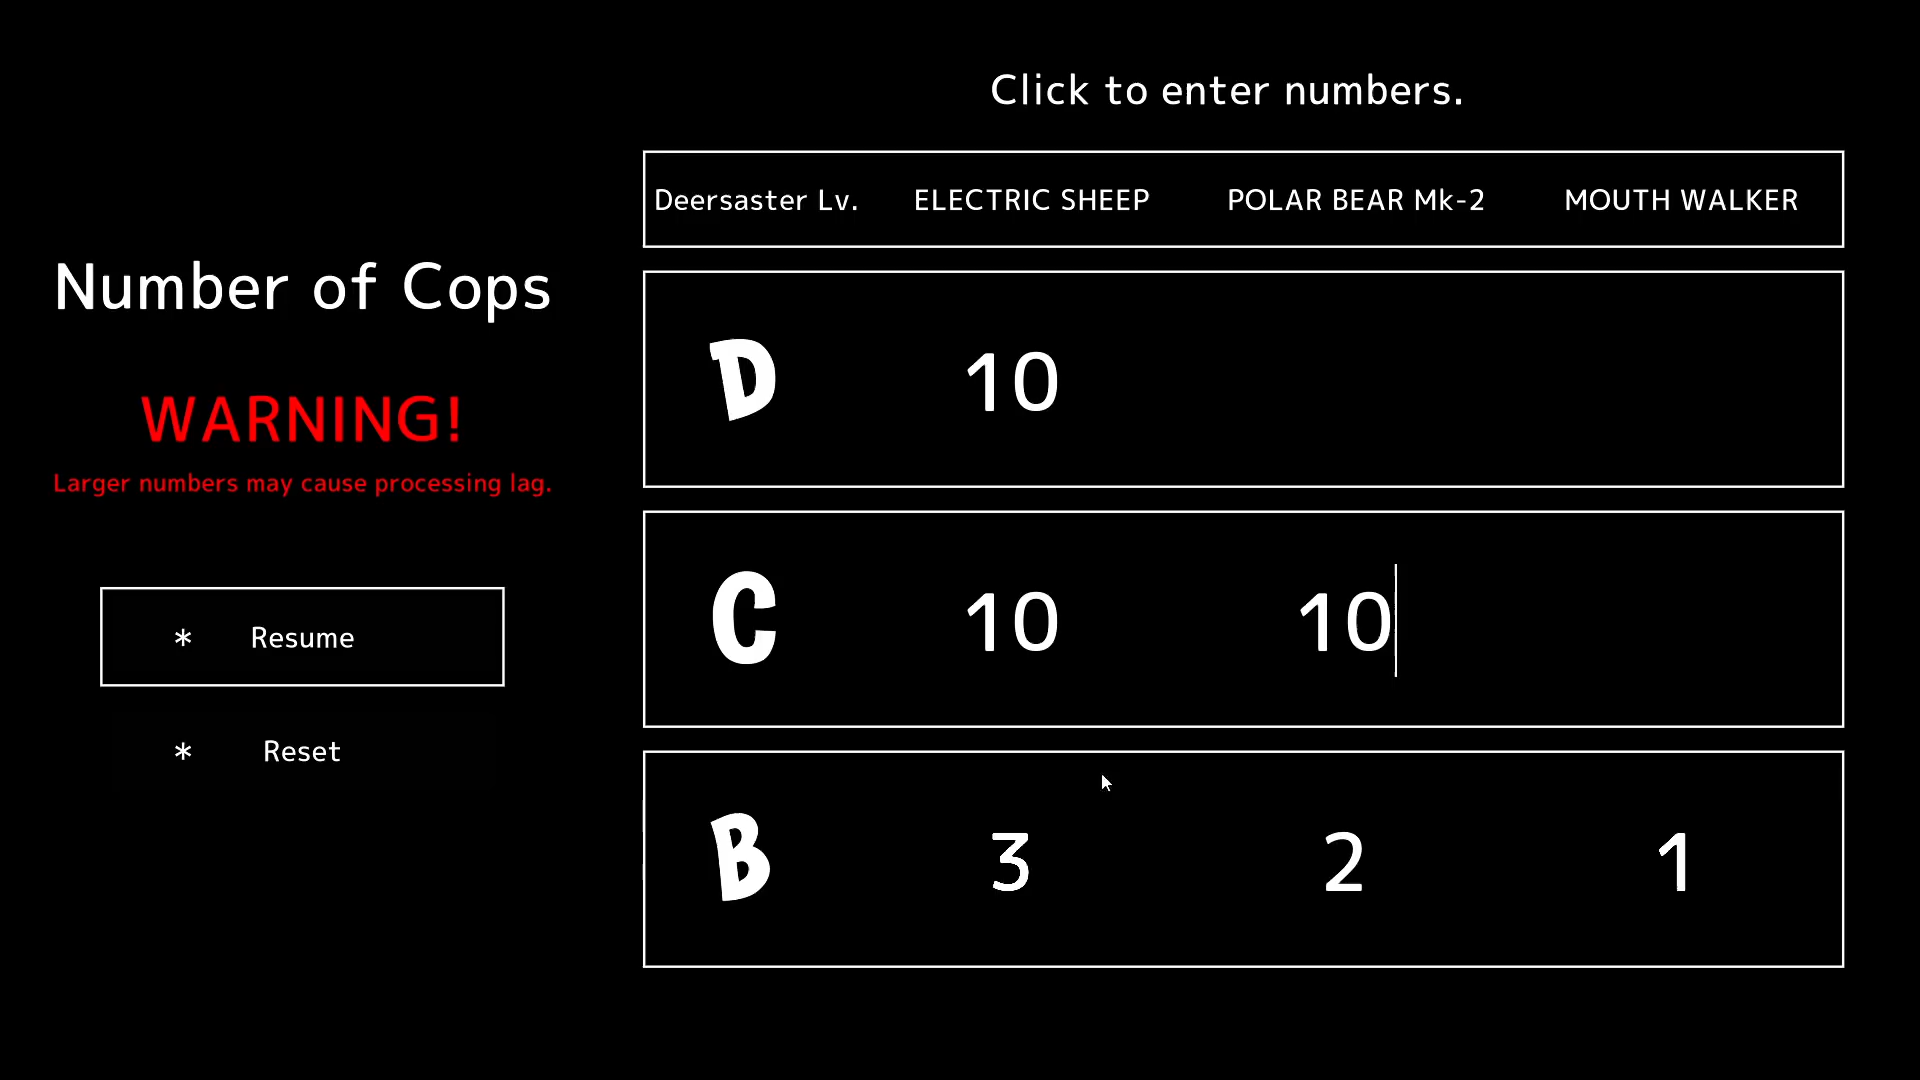 Click to enter numbers.
Deersaster Lv. ELECTRIC SHEEP POLAR BEAR Mk-2 MOUTH WALKER
Number of Cops
D 10
WARNING!
Larger numbers may cause processing lag.
C 10 10
* Resume
* Reset
B 3 2 1